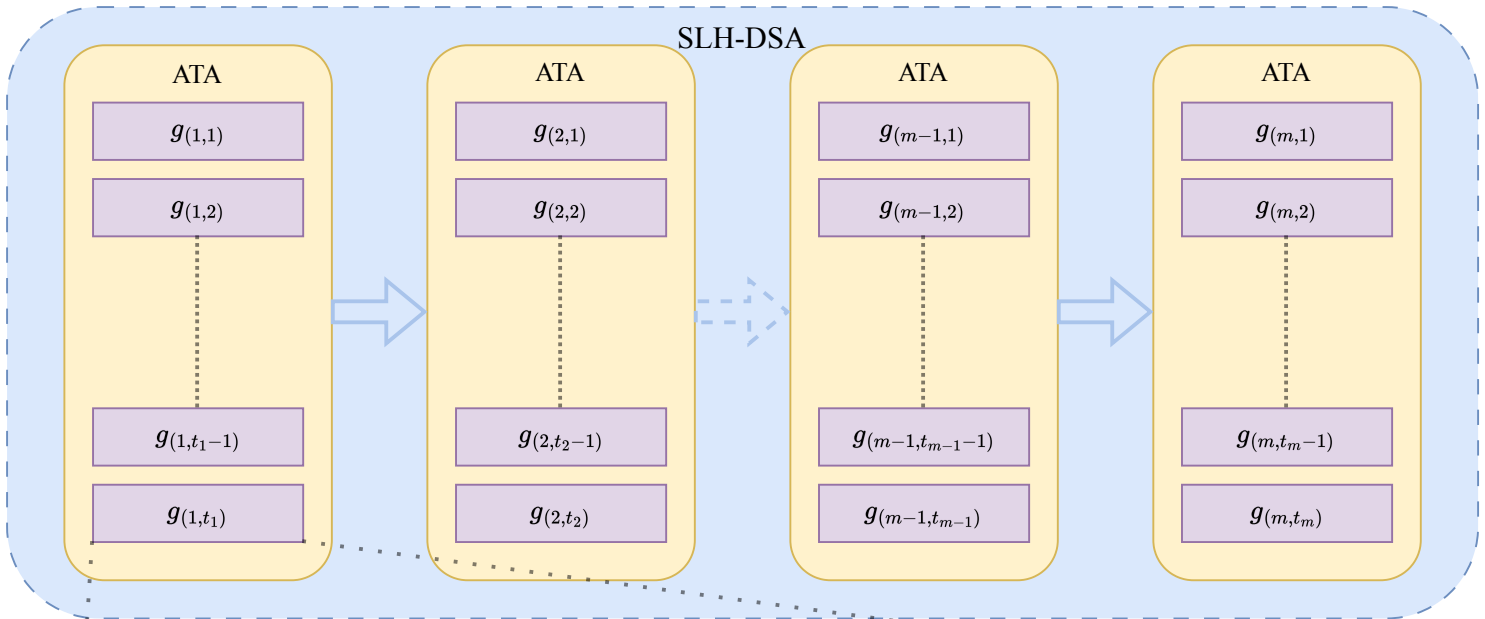 SLH-DSA
ATA
g(1,1)
g(1,2)
g(1,t₁−1)
g(1,t₁)
ATA
g(2,1)
g(2,2)
g(2,t₂−1)
g(2,t₂)
ATA
g(m−1,1)
g(m−1,2)
g(m−1,tₘ₋₁−1)
g(m−1,tₘ₋₁)
ATA
g(m,1)
g(m,2)
g(m,tₘ−1)
g(m,tₘ)